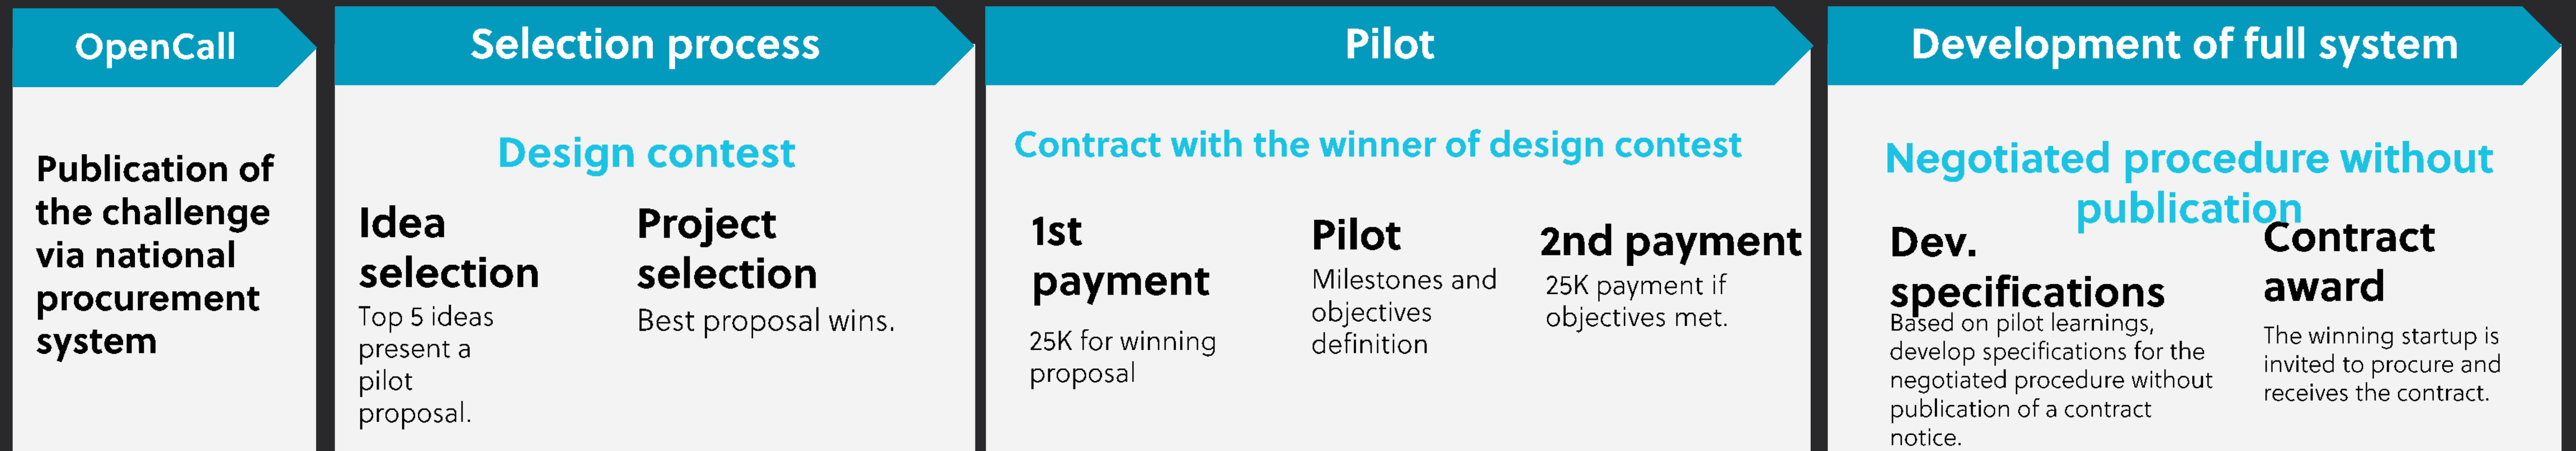 OpenCall
Publication of
the challenge
via national
procurement
system
Selection process
Design contest
Idea
selection
Top 5 ideas
present a
pilot
proposal.
Project
selection
Best proposal wins.
Pilot
Contract with the winner of design contest
1st
payment
25K for winning
proposal
Pilot
Milestones and
objectives
definition
2nd payment
25K payment if
objectives met.
Development of full system
Negotiated procedure without
publication
Dev.
specifications
Based on pilot learnings,
develop specifications for the
negotiated procedure without
publication of a contract
notice.
Contract
award
The winning startup is
invited to procure and
receives the contract.